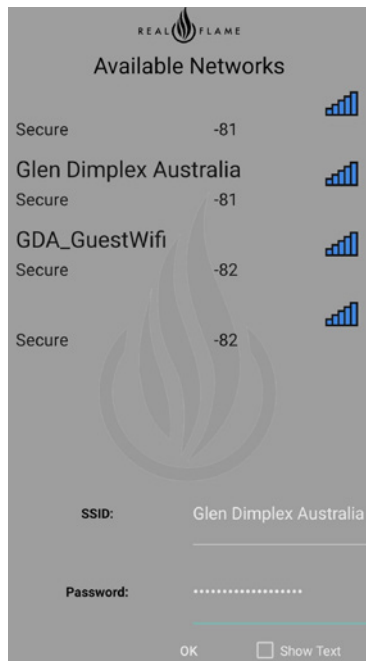 REAL FLAME
Available Networks
Secure -81
Glen Dimplex Australia
Secure -81
GDA_GuestWifi
Secure -82
Secure -82
SSID: Glen Dimplex Australia
Password: ···················
OK Show Text